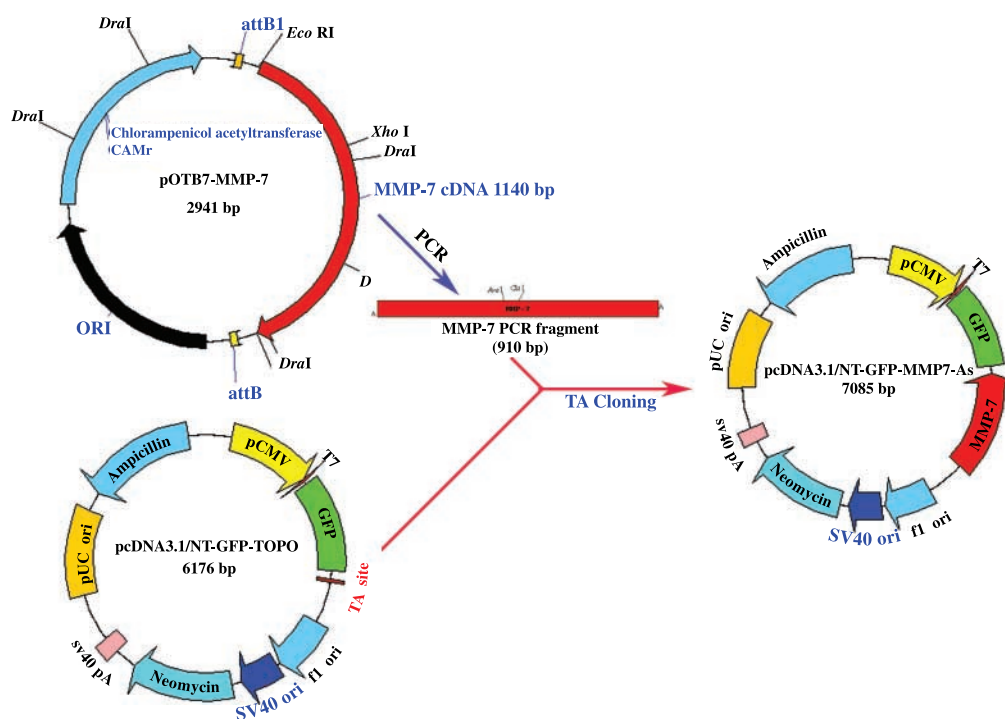 DraI
attB1
Eco RI
DraI
Chlorampenicol acetyltransferase
CAMr
Xho I
DraI
pOTB7-MMP-7
2941 bp
MMP-7 cDNA 1140 bp
PCR
D
ORI
DraI
attB
A
MMP-7
A
MMP-7 PCR fragment
(910 bp)
TA Cloning
Ampicillin
pCMV
T7
GFP
pUC ori
pcDNA3.1/NT-GFP-MMP7-As
7085 bp
MMP-7
sv40 pA
Neomycin
SV40 ori
f1 ori
Ampicillin
pCMV
T7
GFP
pUC ori
pcDNA3.1/NT-GFP-TOPO
6176 bp
TA site
sv40 pA
Neomycin
SV40 ori
f1 ori